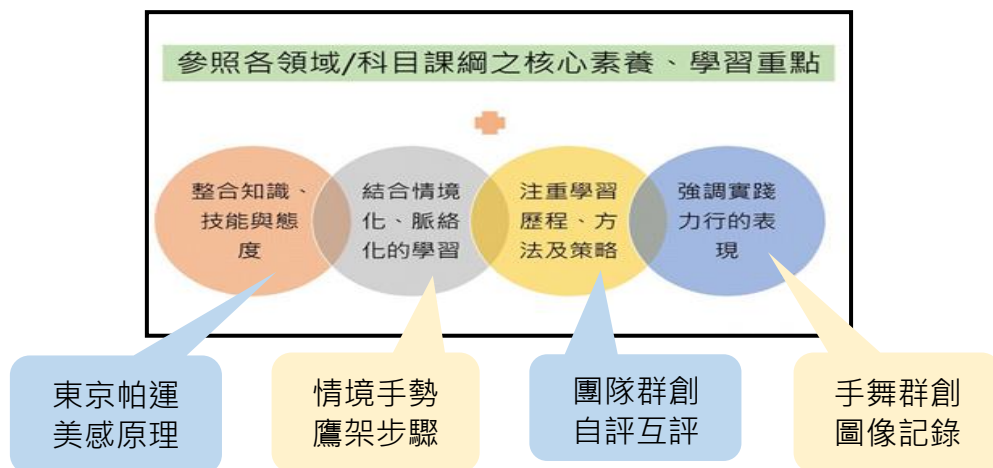 參照各領域/科目課綱之核心素養、學習重點
整合知識、
技能與態
度
結合情境
化、脈絡
化的學習
注重學習
歷程、方
法及策略
強調實踐
力行的表
現
東京帕運
美感原理
情境手勢
鷹架步驟
團隊群創
自評互評
手舞群創
圖像記錄